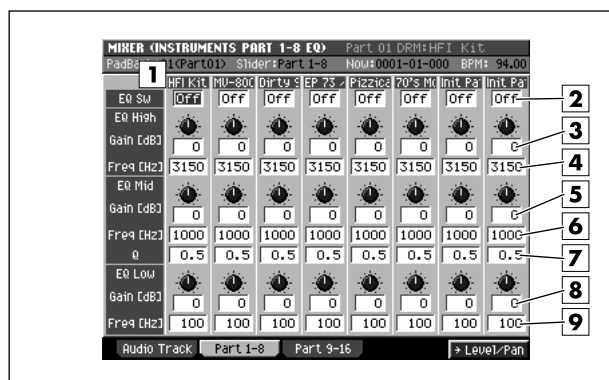 MIXER (INSTRUMENTS PART 1-8 EQ) Part 01 DRM:HFI Kit
1<Part01> Slider:Part 1-8 Now:0001-01-000 BPM: 94.00
1
HFI Kit MU-80 Dirty EP 73 Pizzica 70's Init Pa Init Pa
EQ Sw Off Off Off Off Off Off Off Off 2
EQ High
Gain [dB] 0 0 0 0 0 0 0 0 3
Freq [Hz] 3150 3150 3150 3150 3150 3150 3150 3150 4
EQ Mid
Gain [dB] 0 0 0 0 0 0 0 0 5
Freq [Hz] 1000 1000 1000 1000 1000 1000 1000 1000 6
Q 0.5 0.5 0.5 0.5 0.5 0.5 0.5 0.5 7
EQ Low
Gain [dB] 0 0 0 0 0 0 0 0 8
Freq [Hz] 100 100 100 100 100 100 100 100 9
Audio Track Part 1-8 Part 9-16 → Level/Pan